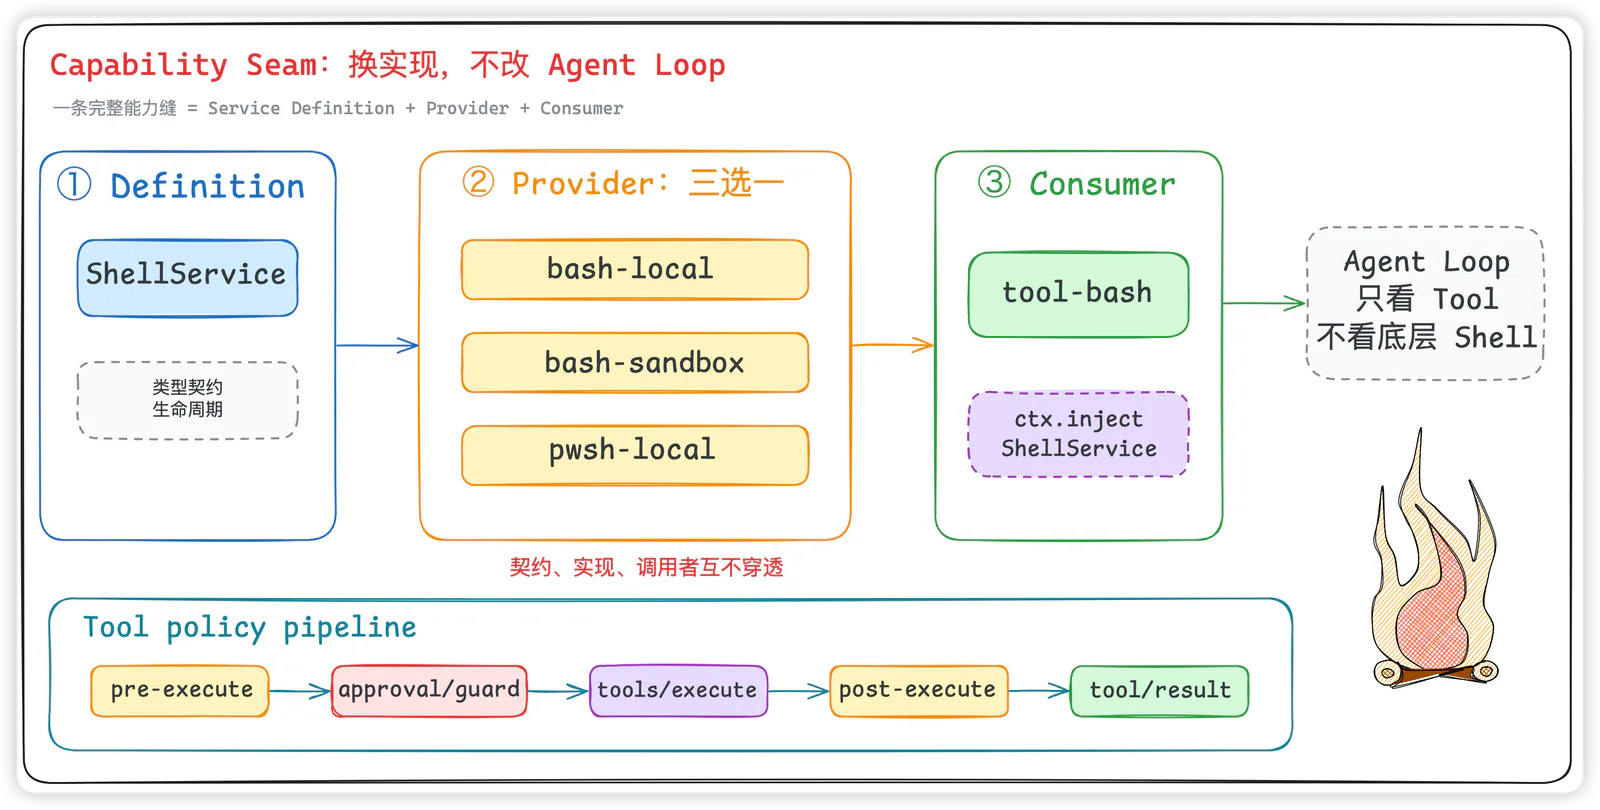 Capability Seam: 换实现，不改 Agent Loop
一条完整能力缝 = Service Definition + Provider + Consumer
① Definition
ShellService
类型契约
生命周期
② Provider: 三选一
bash-local
bash-sandbox
pwsh-local
③ Consumer
tool-bash
ctx.inject
ShellService
Agent Loop
只看 Tool
不看底层 Shell
契约、实现、调用者互不穿透
Tool policy pipeline
pre-execute
approval/guard
tools/execute
post-execute
tool/result